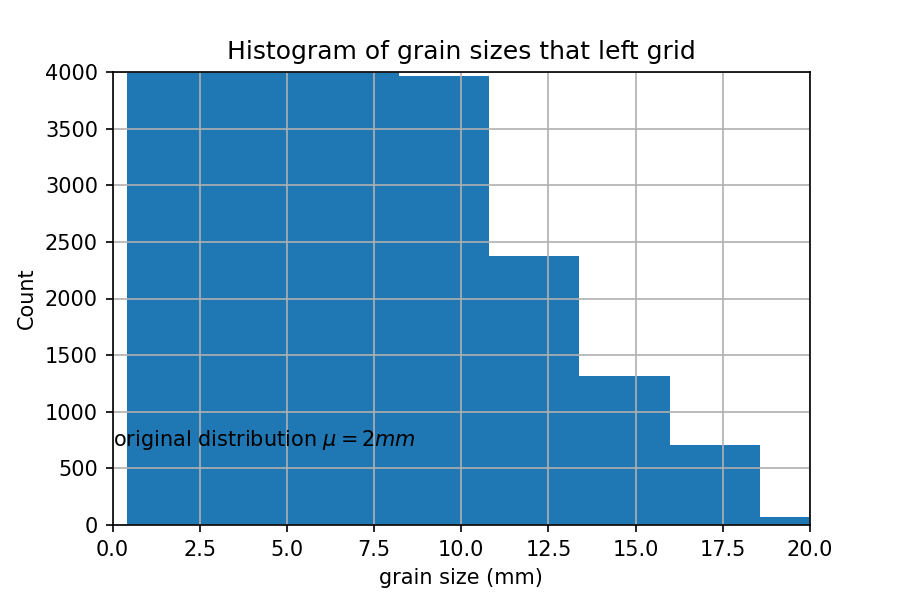 Histogram of grain sizes that left grid
4000
3500
3000
2500
2000
1500
1000
500
0
Count
original distribution μ = 2mm
0.0 2.5 5.0 7.5 10.0 12.5 15.0 17.5 20.0
grain size (mm)